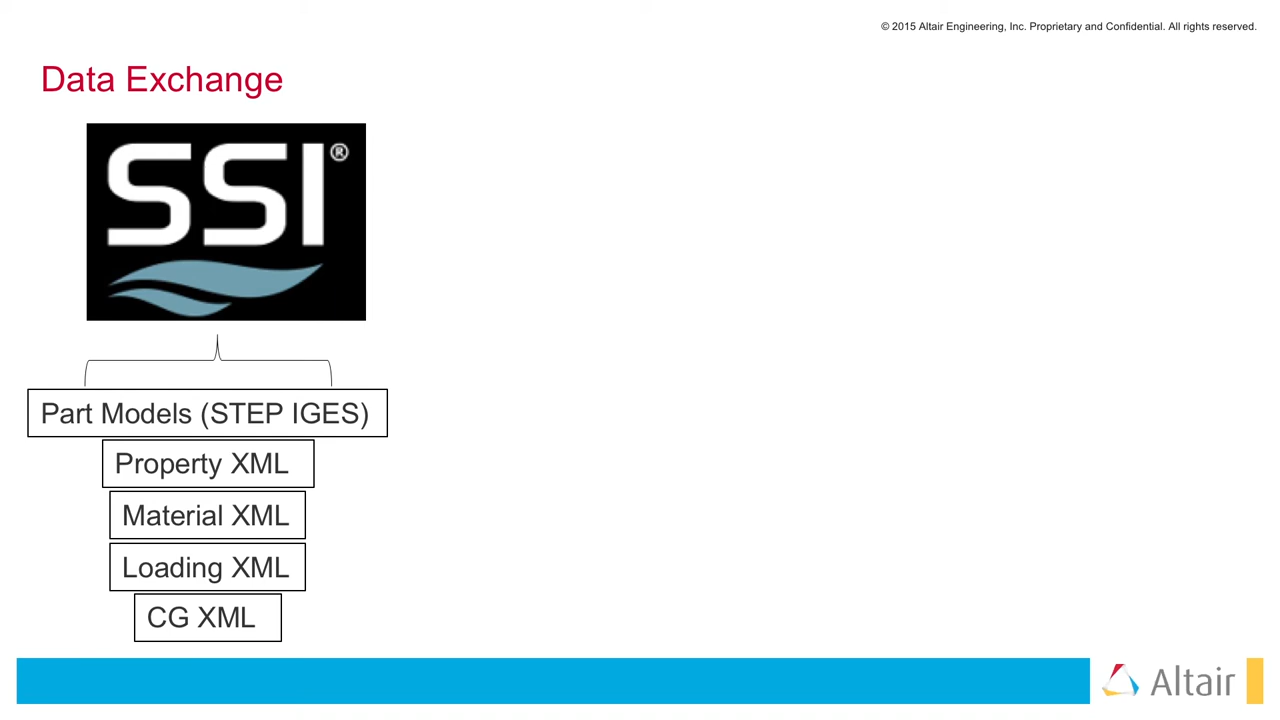 © 2015 Altair Engineering, Inc. Proprietary and Confidential. All rights reserved.
Data Exchange
SSI®
Part Models (STEP IGES)
Property XML
Material XML
Loading XML
CG XML
Altair